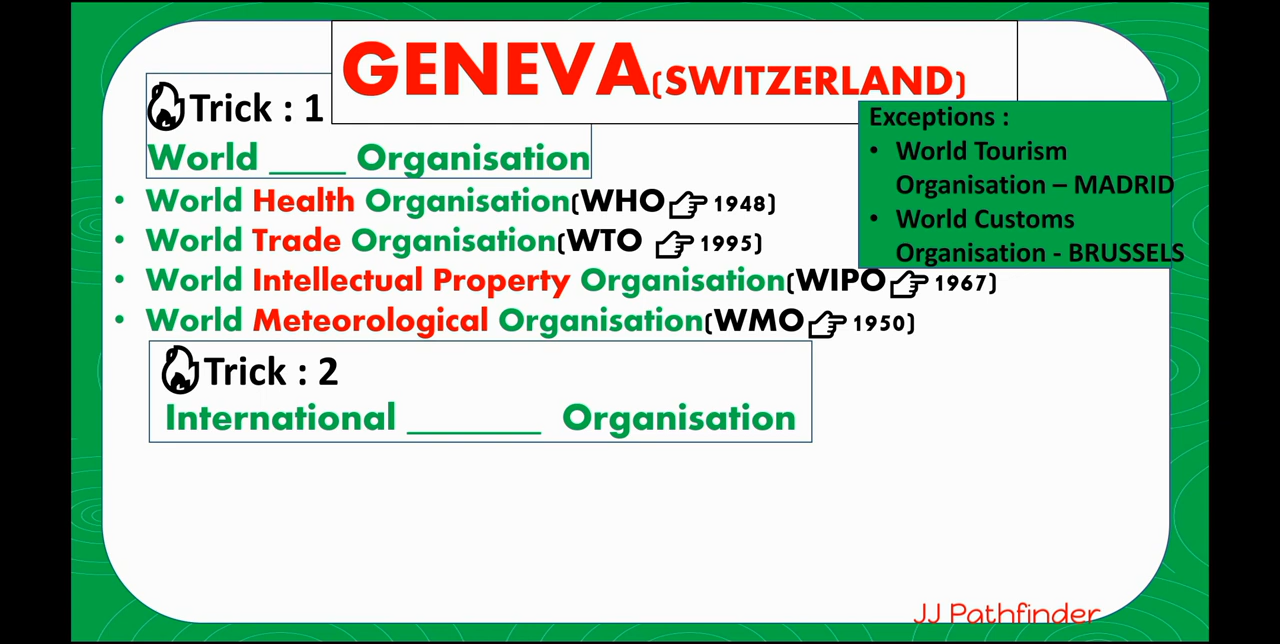 GENEVA(SWITZERLAND)
Trick : 1
World ____ Organisation
Exceptions :
• World Tourism
Organisation – MADRID
• World Customs
Organisation - BRUSSELS
• World Health Organisation(WHO 1948)
• World Trade Organisation(WTO 1995)
• World Intellectual Property Organisation(WIPO 1967)
• World Meteorological Organisation(WMO 1950)
Trick : 2
International _______ Organisation
JJ Pathfinder